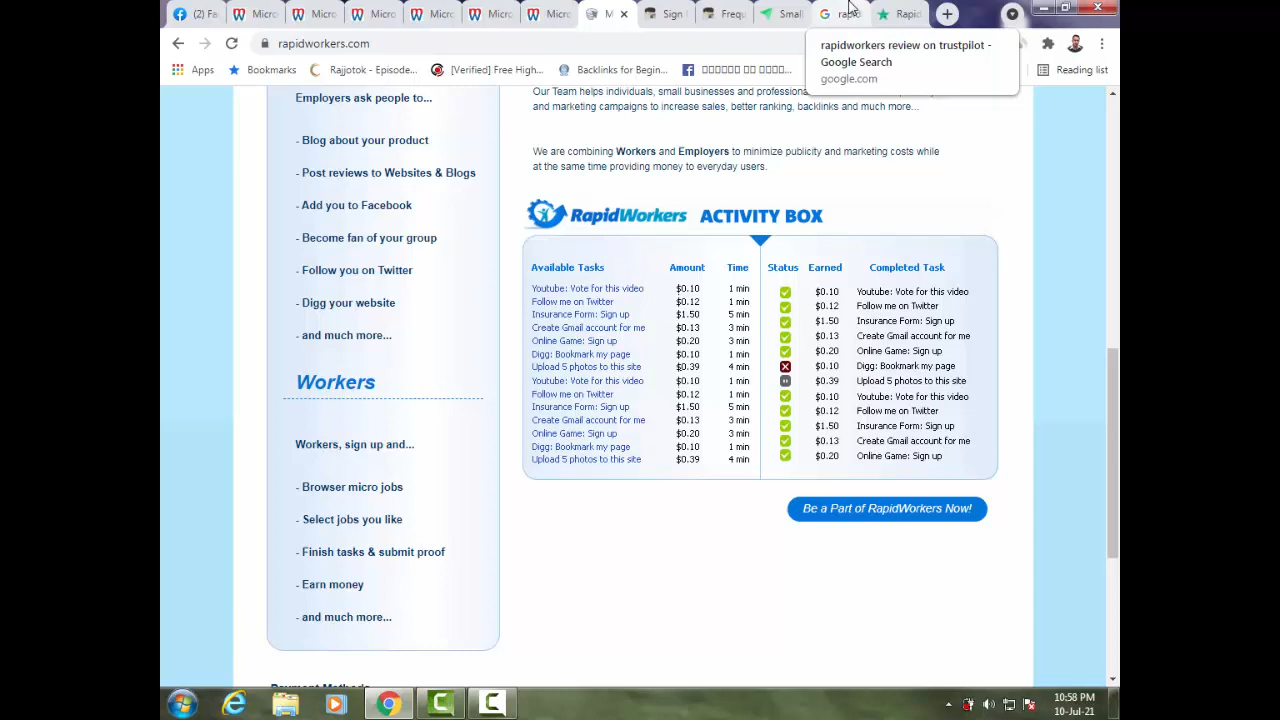 (2) Fa
Micro
Micro
Micro
Micro
Micro
Micro
M
Sign
Frequ
Small
rapid
Rapid
rapidworkers.com
rapidworkers review on trustpilot -
Google Search
google.com
Apps
Bookmarks
Rajjotok - Episode...
[Verified] Free High...
Backlinks for Begin...
Reading list
Employers ask people to...
- Blog about your product
- Post reviews to Websites & Blogs
- Add you to Facebook
- Become fan of your group
- Follow you on Twitter
- Digg your website
- and much more...
Workers
Workers, sign up and...
- Browser micro jobs
- Select jobs you like
- Finish tasks & submit proof
- Earn money
- and much more...
Our Team helps individuals, small businesses and
and marketing campaigns to increase sales, better ranking, backlinks and much more...
We are combining Workers and Employers to minimize publicity and marketing costs while
at the same time providing money to everyday users.
RapidWorkers ACTIVITY BOX
Available Tasks Amount Time Status Earned Completed Task
Youtube: Vote for this video $0.10 1 min
Follow me on Twitter $0.12 1 min
Insurance Form: Sign up $1.50 5 min
Create Gmail account for me $0.13 3 min
Online Game: Sign up $0.20 3 min
Digg: Bookmark my page $0.10 1 min
Upload 5 photos to this site $0.39 4 min
Youtube: Vote for this video $0.10 1 min
Follow me on Twitter $0.12 1 min
Insurance Form: Sign up $1.50 5 min
Create Gmail account for me $0.13 3 min
Online Game: Sign up $0.20 3 min
Digg: Bookmark my page $0.10 1 min
Upload 5 photos to this site $0.39 4 min
$0.10 Youtube: Vote for this video
$0.12 Follow me on Twitter
$1.50 Insurance Form: Sign up
$0.13 Create Gmail account for me
$0.20 Online Game: Sign up
$0.10 Digg: Bookmark my page
$0.39 Upload 5 photos to this site
$0.10 Youtube: Vote for this video
$0.12 Follow me on Twitter
$1.50 Insurance Form: Sign up
$0.13 Create Gmail account for me
$0.20 Online Game: Sign up
Be a Part of RapidWorkers Now!
Payment Methods
10:58 PM
10-Jul-21